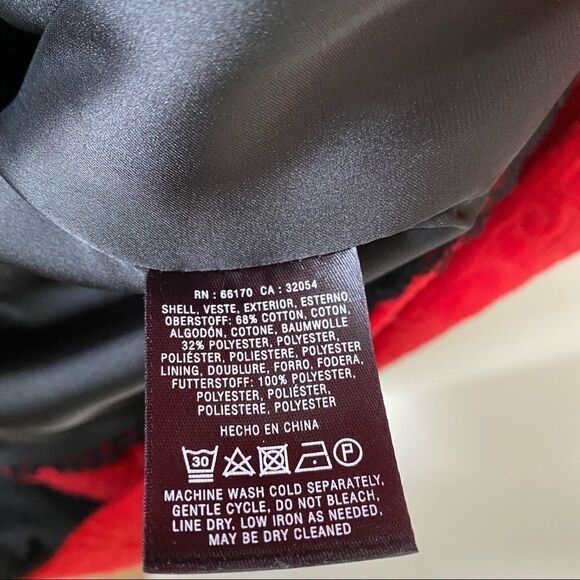 RN : 66170 CA : 32054
SHELL, VESTE, EXTERIOR, ESTERNO
OBERSTOFF: 68% COTTON, COTON,
ALGODÓN, COTONE, BAUMWOLLE
32% POLYESTER, POLYESTER,
POLIÉSTER, POLIESTERE, POLYESTER
LINING, DOUBLURE, FORRO, FODERA,
FUTTERSTOFF: 100% POLYESTER,
POLYESTER, POLIÉSTER,
POLIESTERE, POLYESTER
HECHO EN CHINA
30 P
MACHINE WASH COLD SEPARATELY,
GENTLE CYCLE, DO NOT BLEACH,
LINE DRY, LOW IRON AS NEEDED,
MAY BE DRY CLEANED